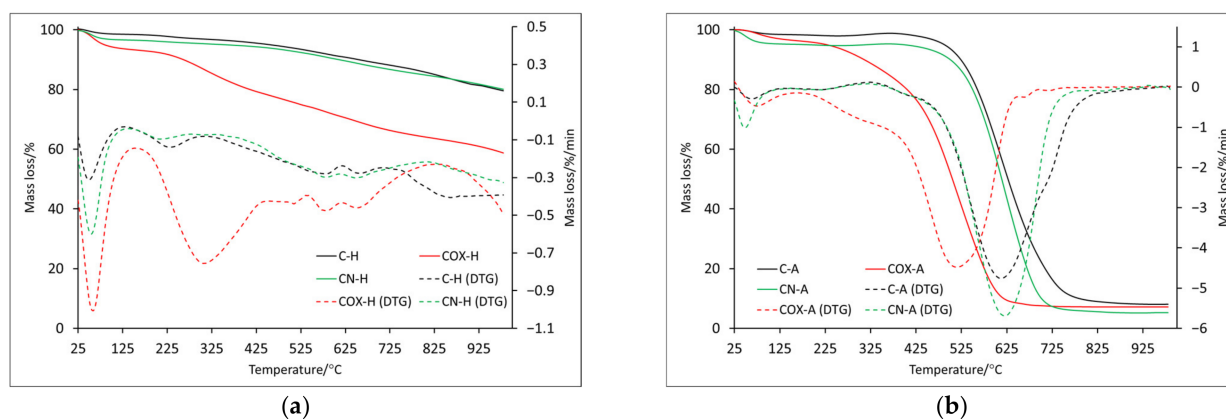 100
80
60
40
20
0
Mass loss/%
0.5
0.3
0.1
−0.1
−0.3
−0.5
−0.7
−0.9
−1.1
Mass loss/%/min
C-H COX-H
CN-H C-H (DTG)
COX-H (DTG) CN-H (DTG)
25 125 225 325 425 525 625 725 825 925
Temperature/°C
(a)
100
80
60
40
20
0
Mass loss/%
1
0
−1
−2
−3
−4
−5
−6
Mass loss/%/min
C-A COX-A
CN-A C-A (DTG)
COX-A (DTG) CN-A (DTG)
25 125 225 325 425 525 625 725 825 925
Temperature/°C
(b)